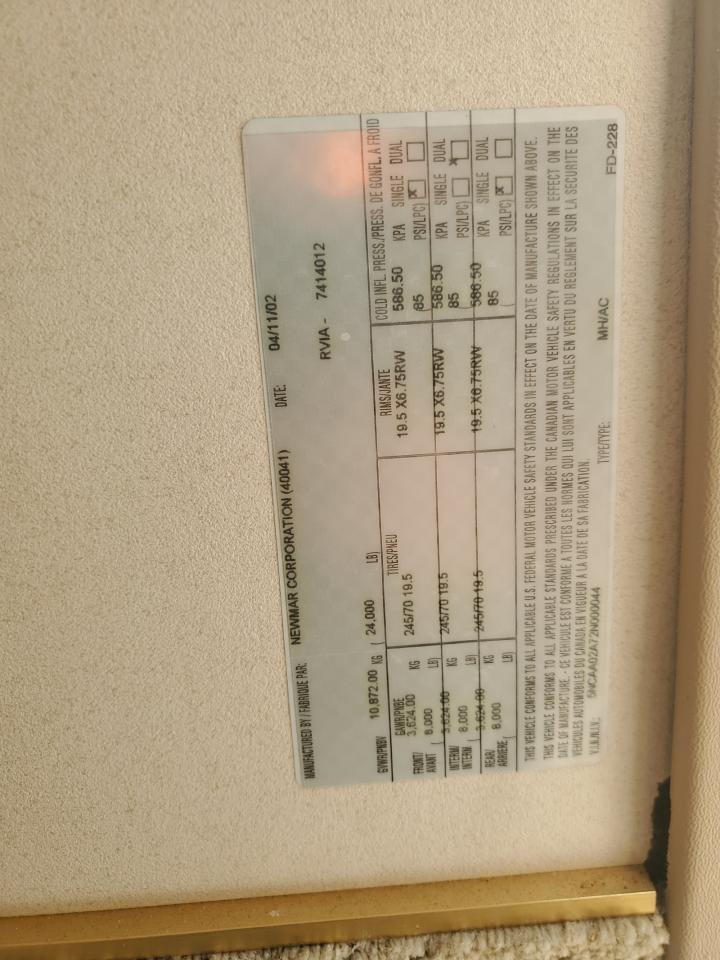 MANUFACTURED BY / FABRIQUE PAR: NEWMAR CORPORATION (40041) DATE: 04/11/02
RVIA - 7414012
GVWR/PNBV 10,872.00 KG ( 24,000 LB)
GAWR/PNBE TIRES/PNEU RIMS/JANTE COLD INFL. PRESS./PRESS. DE GONFL. A FROID
FRONT/ 3,624.00 KG 245/70 19.5 19.5 X6.75RW 586.50 KPA SINGLE DUAL
AVANT ( 8,000 LB) 85 PSI/LPC) X
INTERM/ 3,624.00 KG 245/70 19.5 19.5 X6.75RW 586.50 KPA SINGLE DUAL
INTERM ( 8,000 LB) 85 PSI/LPC) X
REAR/ 3,624.00 KG 245/70 19.5 19.5 X6.75RW 586.50 KPA SINGLE DUAL
ARRIERE ( 8,000 LB) 85 ( PSI/LPC) X
THIS VEHICLE CONFORMS TO ALL APPLICABLE U.S. FEDERAL MOTOR VEHICLE SAFETY STANDARDS IN EFFECT ON THE DATE OF MANUFACTURE SHOWN ABOVE.
THIS VEHICLE CONFORMS TO ALL APPLICABLE STANDARDS PRESCRIBED UNDER THE CANADIAN MOTOR VEHICLE SAFETY REGULATIONS IN EFFECT ON THE
DATE OF MANUFACTURE. - CE VEHICULE EST CONFORME A TOUTES LES NORMES QUI LUI SONT APPLICABLES EN VERTU DU REGLEMENT SUR LA SECURITE DES
VEHICULES AUTOMOBILES DU CANADA EN VIGUEUR A LA DATE DE SA FABRICATION.
V.I.N./N.I.V.: 5NCAA02A72N000044 TYPE/TYPE: MH/AC FD-228